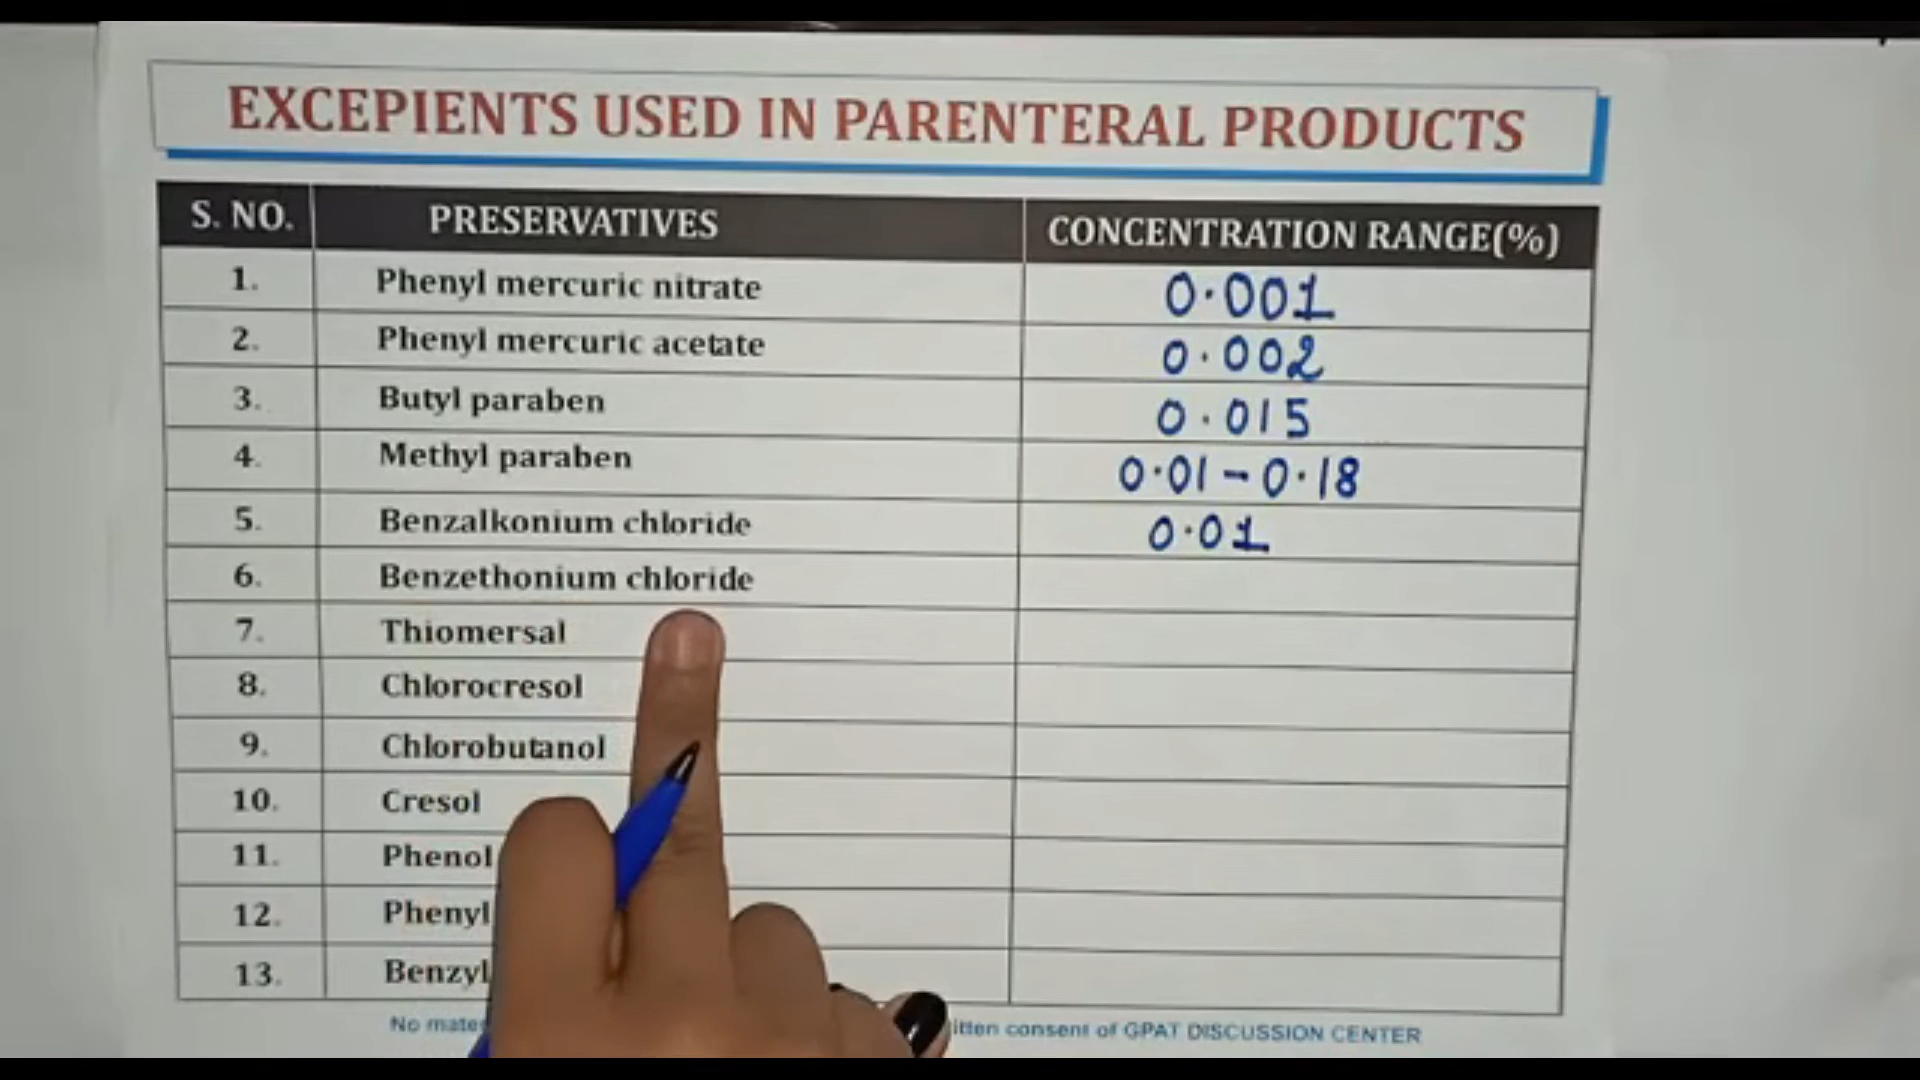 EXCEPIENTS USED IN PARENTERAL PRODUCTS
S. NO. PRESERVATIVES CONCENTRATION RANGE(%)
1. Phenyl mercuric nitrate 0.001
2. Phenyl mercuric acetate 0.002
3. Butyl paraben 0.015
4. Methyl paraben 0.01-0.18
5. Benzalkonium chloride 0.01
6. Benzethonium chloride
7. Thiomersal
8. Chlorocresol
9. Chlorobutanol
10. Cresol
11. Phenol
12. Phenyl
13. Benzyl
No consent of GPAT DISCUSSION CENTER